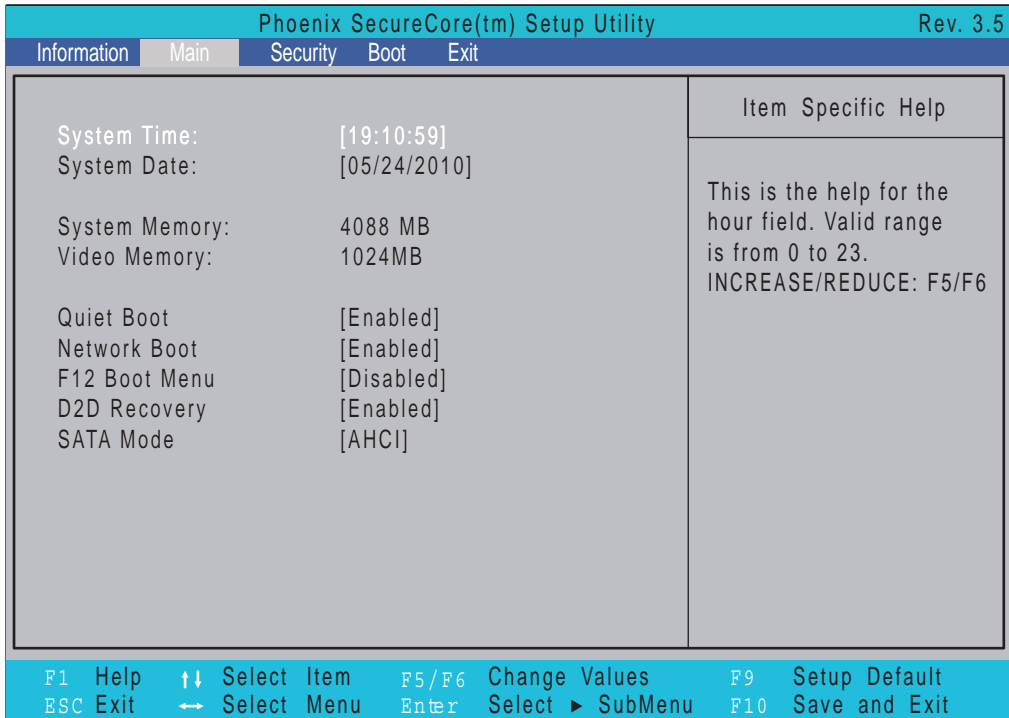 Phoenix SecureCore(tm) Setup Utility Rev. 3.5
Information Main Security Boot Exit
Item Specific Help
System Time: [19:10:59]
System Date: [05/24/2010]
System Memory: 4088 MB
Video Memory: 1024MB
Quiet Boot [Enabled]
Network Boot [Enabled]
F12 Boot Menu [Disabled]
D2D Recovery [Enabled]
SATA Mode [AHCI]
This is the help for the
hour field. Valid range
is from 0 to 23.
INCREASE/REDUCE: F5/F6
F1 Help ↑↓ Select Item F5/F6 Change Values F9 Setup Default
ESC Exit ↔ Select Menu Enter Select ► SubMenu F10 Save and Exit